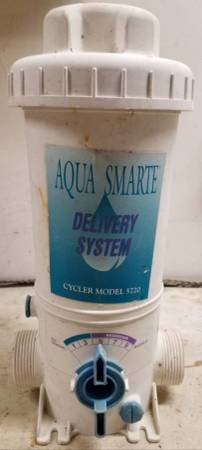 AQUA SMARTE
DELIVERY
SYSTEM
CYCLER MODEL 5720